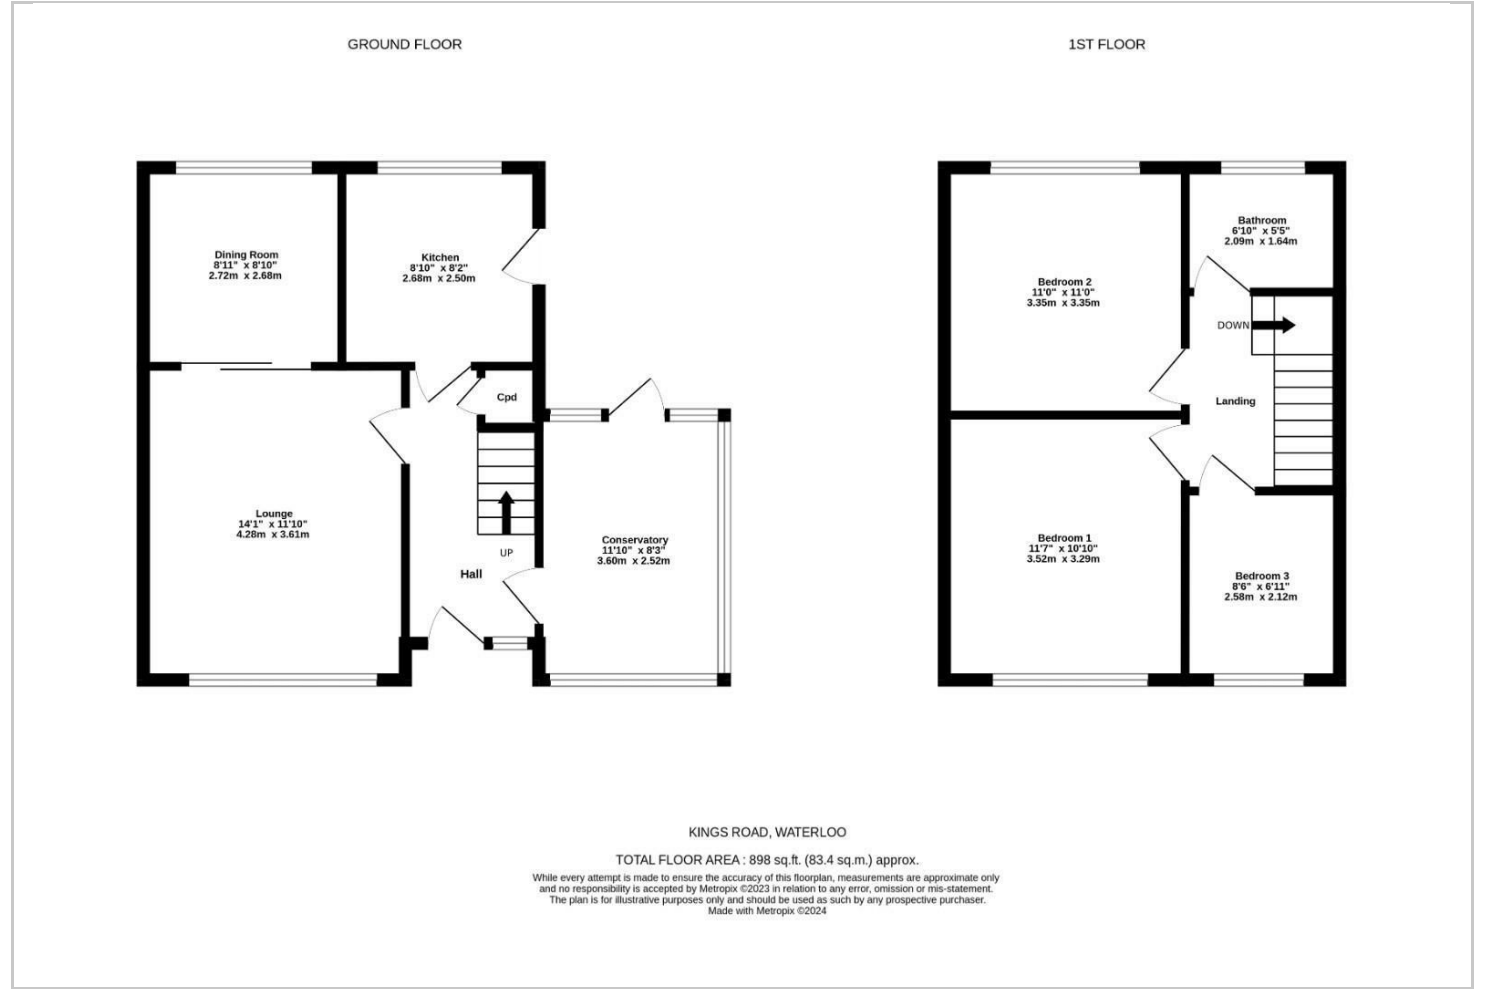 GROUND FLOOR
1ST FLOOR
Dining Room
8'11" x 8'10"
2.72m x 2.68m
Kitchen
8'10" x 8'2"
2.68m x 2.50m
Cpd
Lounge
14'1" x 11'10"
4.28m x 3.61m
UP
Hall
Conservatory
11'10" x 8'3"
3.60m x 2.52m
Bedroom 2
11'0" x 11'0"
3.35m x 3.35m
Bathroom
6'10" x 5'5"
2.09m x 1.64m
DOWN
Landing
Bedroom 1
11'7" x 10'10"
3.52m x 3.29m
Bedroom 3
8'6" x 6'11"
2.58m x 2.12m
KINGS ROAD, WATERLOO
TOTAL FLOOR AREA : 898 sq.ft. (83.4 sq.m.) approx.
While every attempt is made to ensure the accuracy of this floorplan, measurements are approximate only
and no responsibility is accepted by Metropix ©2023 in relation to any error, omission or mis-statement.
The plan is for illustrative purposes only and should be used as such by any prospective purchaser.
Made with Metropix ©2024